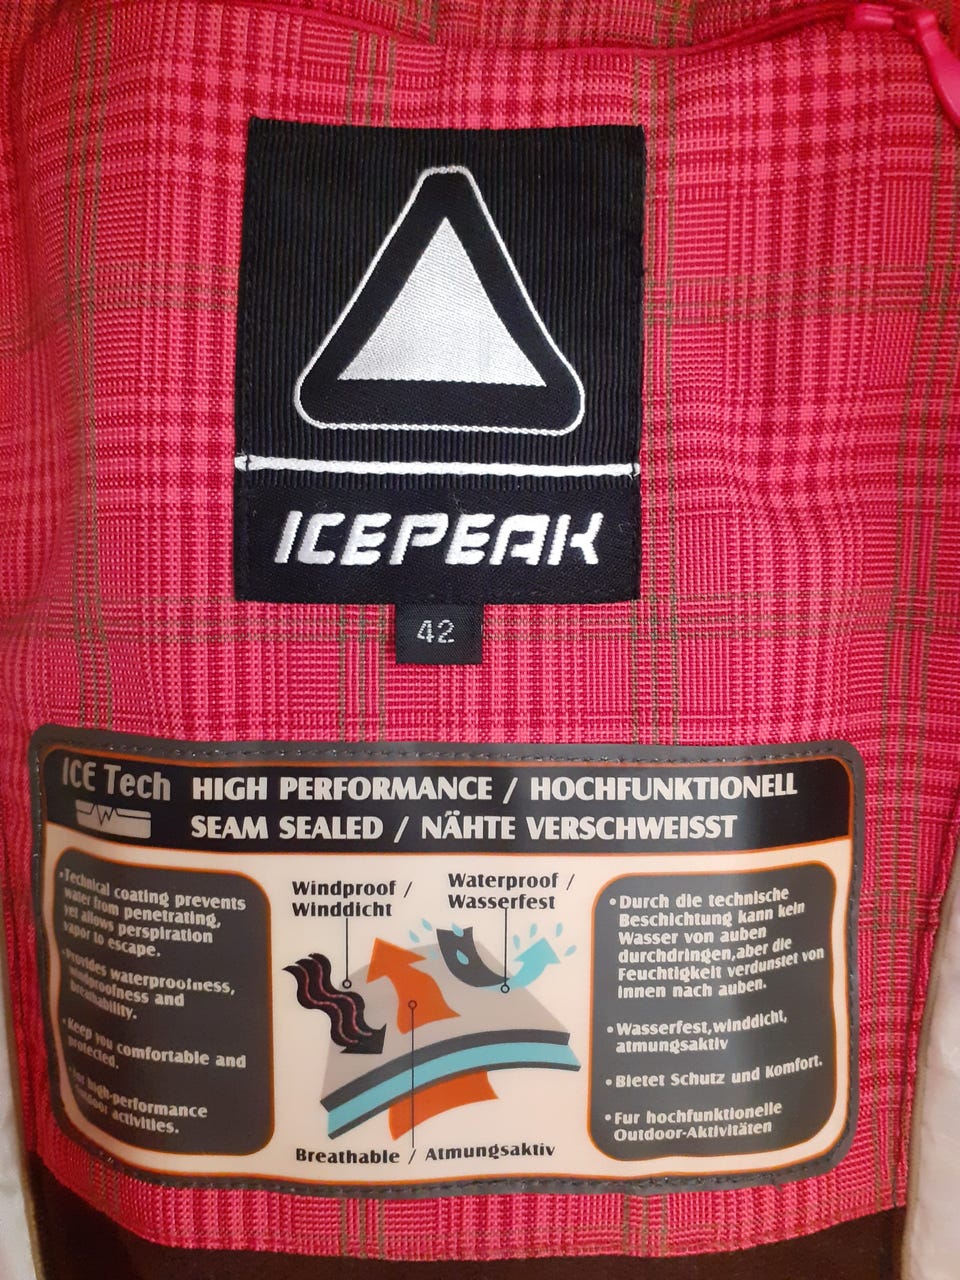 ICEPEAK
42
ICE Tech
HIGH PERFORMANCE / HOCHFUNKTIONELL
SEAM SEALED / NÄHTE VERSCHWEISST
•Technical coating prevents
water from penetrating,
yet allows perspiration
vapor to escape.
•Provides waterproofness,
windproofness and
breathability.
•Keep you comfortable and
protected.
•For high-performance
outdoor activities.
Windproof /
Winddicht
Waterproof /
Wasserfest
Breathable / Atmungsaktiv
•Durch die technische
Beschichtung kann kein
Wasser von auben
durchdringen,aber die
Feuchtigkeit verdunstet von
innen nach auben.
•Wasserfest,winddicht,
atmungsaktiv
•Bietet Schutz und Komfort.
•Fur hochfunktionelle
Outdoor-Aktivitäten